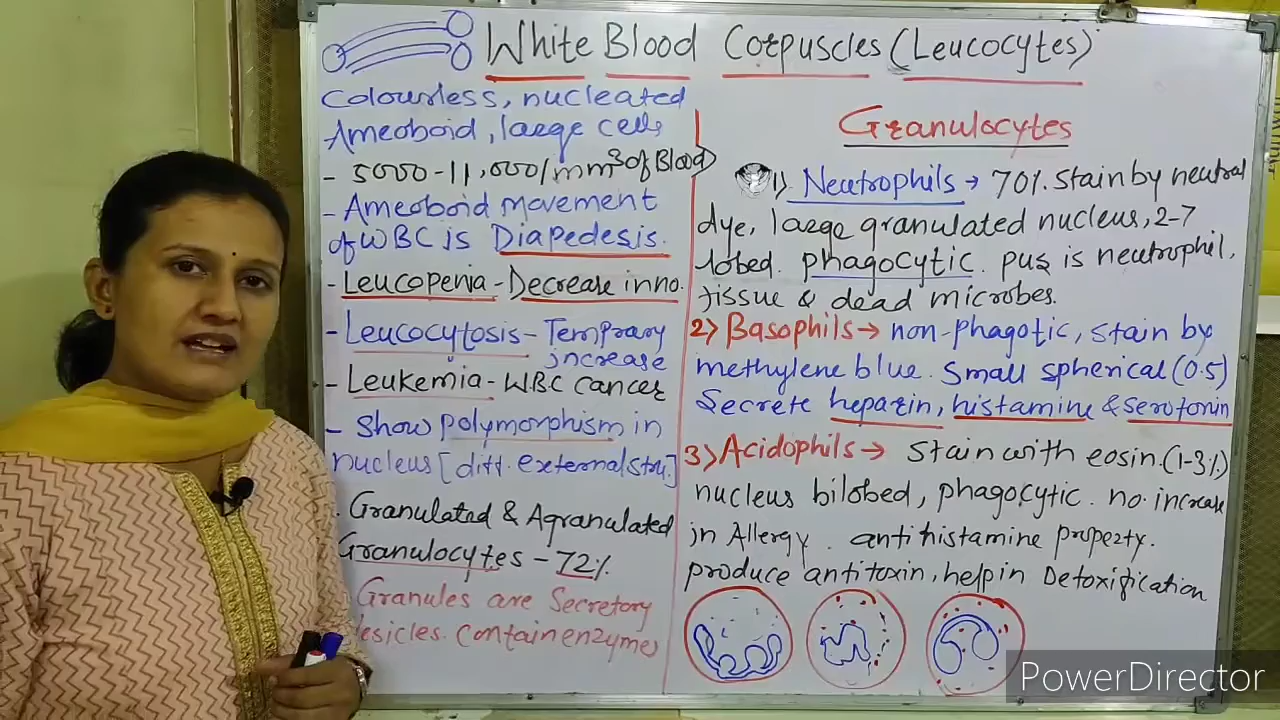 White Blood Corpuscles (Leucocytes)
Colourless, nucleated
Ameoboid, large cells
- 5000-11,000/mm3 of Blood
- Ameoboid movement
of WBC is Diapedesis.
- Leucopenia - Decrease in no.
- Leucocytosis - Temprary
increase
- Leukemia - WBC cancer
- Show polymorphism in
nucleus [diff. external stru.]
. Granulated & Agranulated
Granulocytes - 72%
Granules are Secretory
vesicles. contain enzymes
Granulocytes
1) Neutrophils → 70%. Stain by neutral
dye, large granulated nucleus, 2-7
lobed. phagocytic. pus is neutrophil,
tissue & dead microbes.
2) Basophils → non-phagotic, stain by
methylene blue. Small spherical (0.5)
Secrete heparin, histamine & serotonin
3) Acidophils → Stain with eosin. (1-3%)
nucleus bilobed, phagocytic. no. increase
in Allergy. antihistamine property.
produce antitoxin, help in Detoxification
PowerDirector